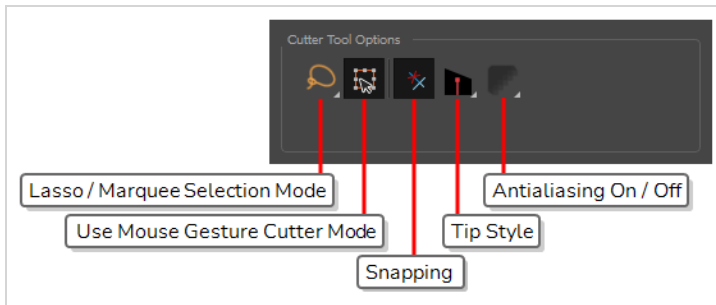 Cutter Tool Options
Lasso / Marquee Selection Mode
Antialiasing On / Off
Use Mouse Gesture Cutter Mode
Tip Style
Snapping